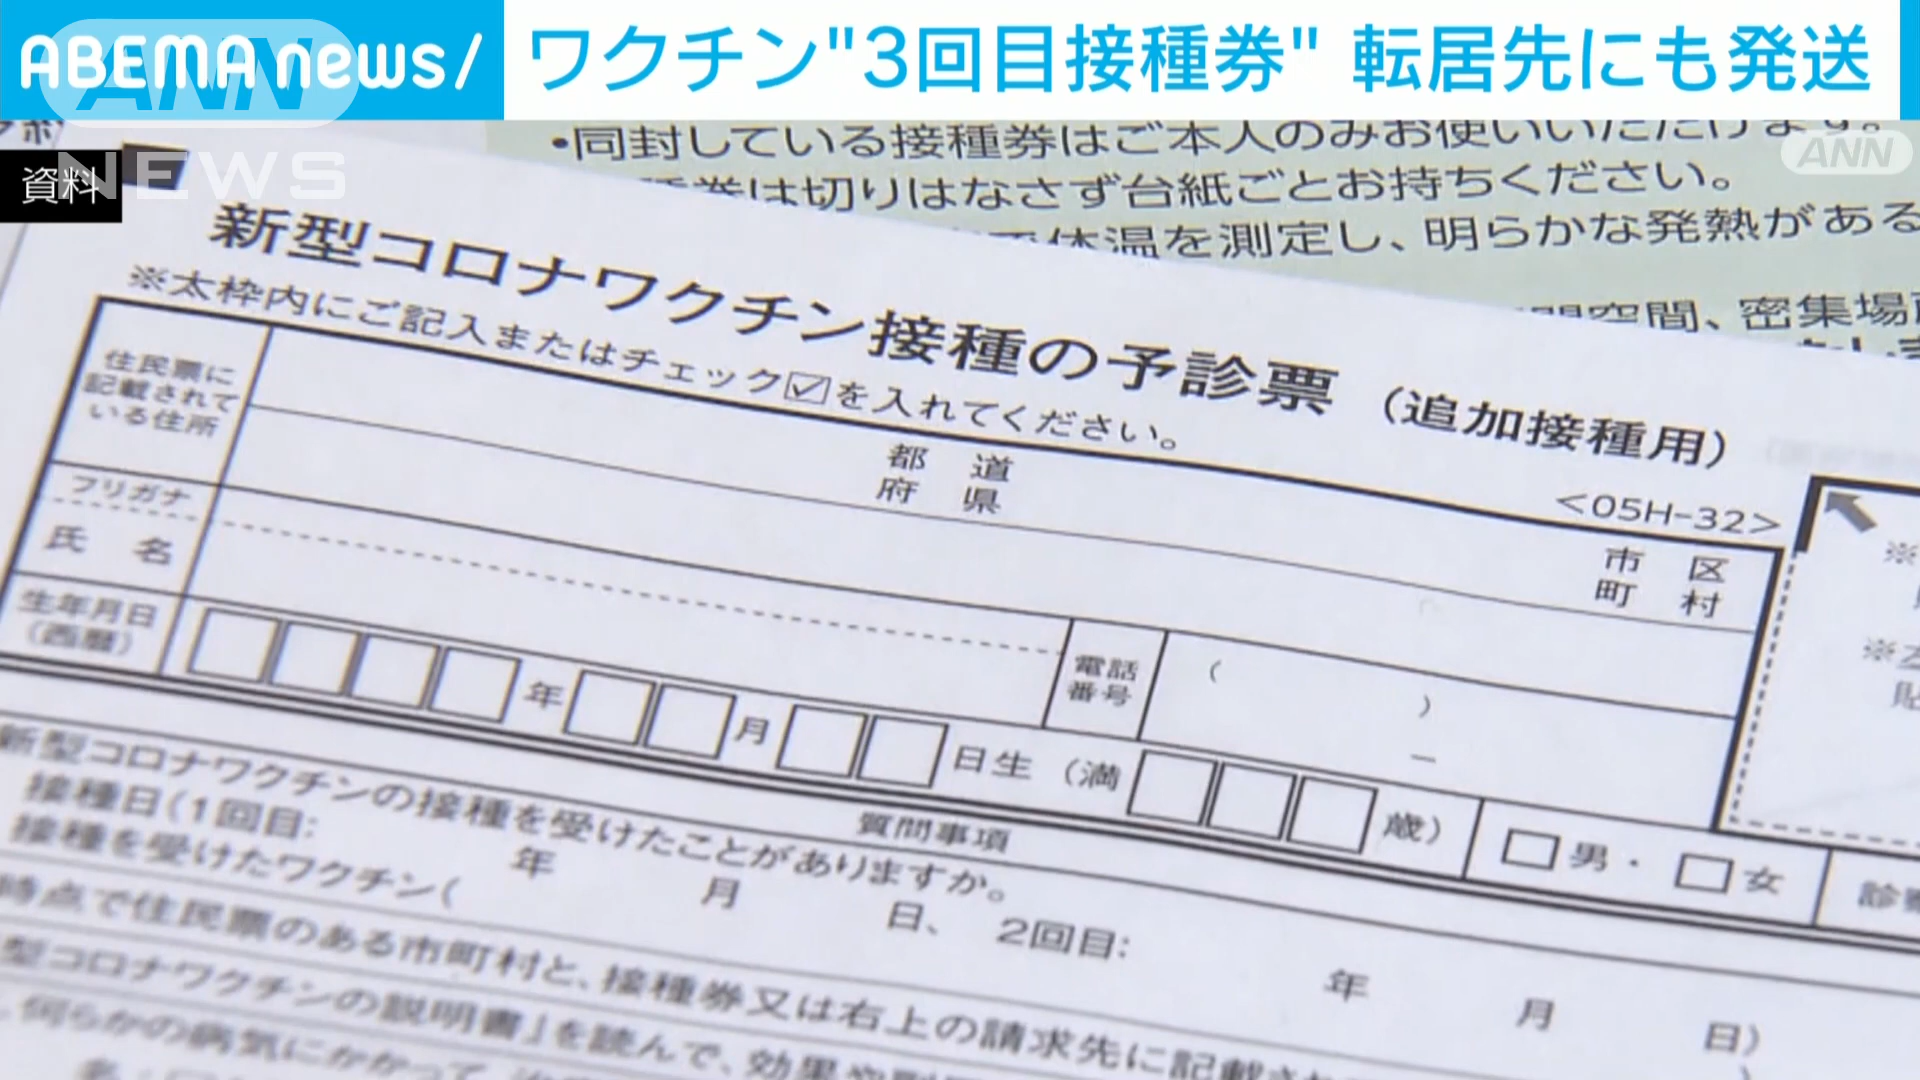 ABEMA news/
ワクチン"3回目接種券" 転居先にも発送
ANN
NEWS
ANN
資料
•同封している接種券はご本人のみお使いいただけます。
券は切りはなさず台紙ごとお持ちください。
体温を測定し、明らかな発熱がある
空間、密集場
新型コロナワクチン接種の予診票 (追加接種用)
※太枠内にご記入またはチェック☑を入れてください。
<05H-32>
住民票に
記載されて
いる住所
都 道
府 県
市 区
町 村
フリガナ
氏 名
電話
番号
( )
－
生年月日
(西暦)
年 月 日生 (満 歳)
□男・□女
質問事項
新型コロナワクチンの接種を受けたことがありますか。
接種日(1回目: 年 月 日、 2回目: 年 月 日)
接種を受けたワクチン(
時点で住民票のある市町村と、接種券又は右上の請求先に記載され
型コロナワクチンの説明書」を読んで、効果
何らかの病気にかかって